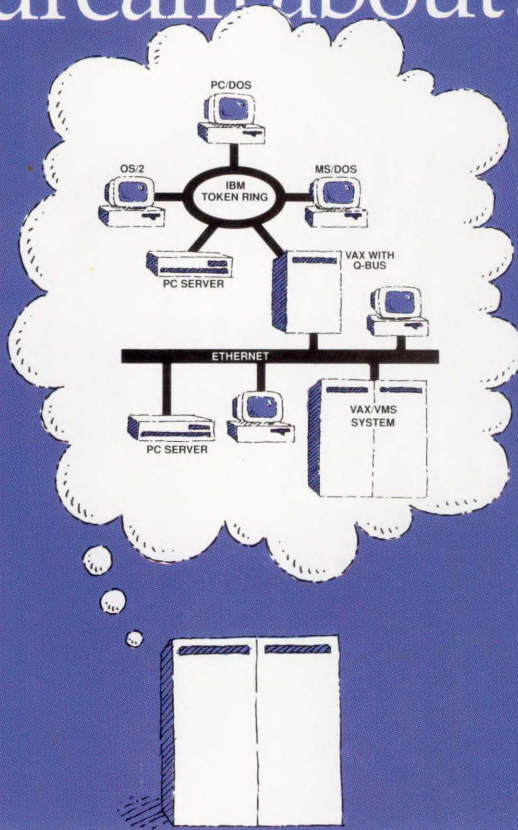 about
PC/DOS
OS/2
IBM
TOKEN RING
MS/DOS
PC SERVER
VAX WITH
Q-BUS
ETHERNET
PC SERVER
VAX/VMS
SYSTEM